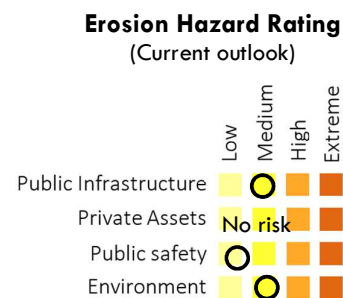 Erosion Hazard Rating
(Current outlook)
Low Medium High Extreme
Public Infrastructure
Private Assets No risk
Public safety
Environment